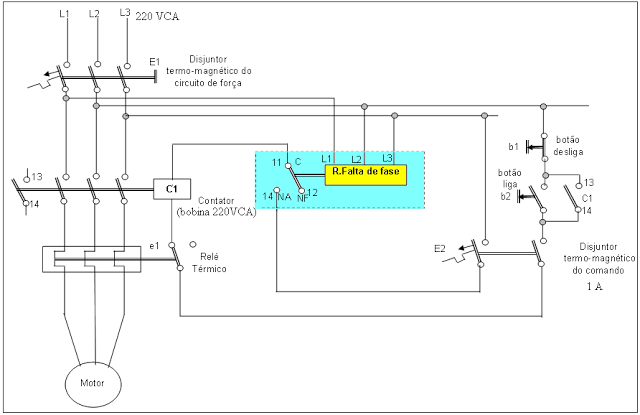 L1 L2 L3 220 VCA
E1
Disjuntor
termo-magnético do
circuito de força
b1
botão
desliga
11 C
L1 L2 L3
R.Falta de fase
12
14 NA NF
13
14
C1
Contator
(bobina 220VCA)
botão
liga
b2
13
C1
14
e1
Relé
Térmico
E2
Disjuntor
termo-magnético
do comando
1 A
Motor